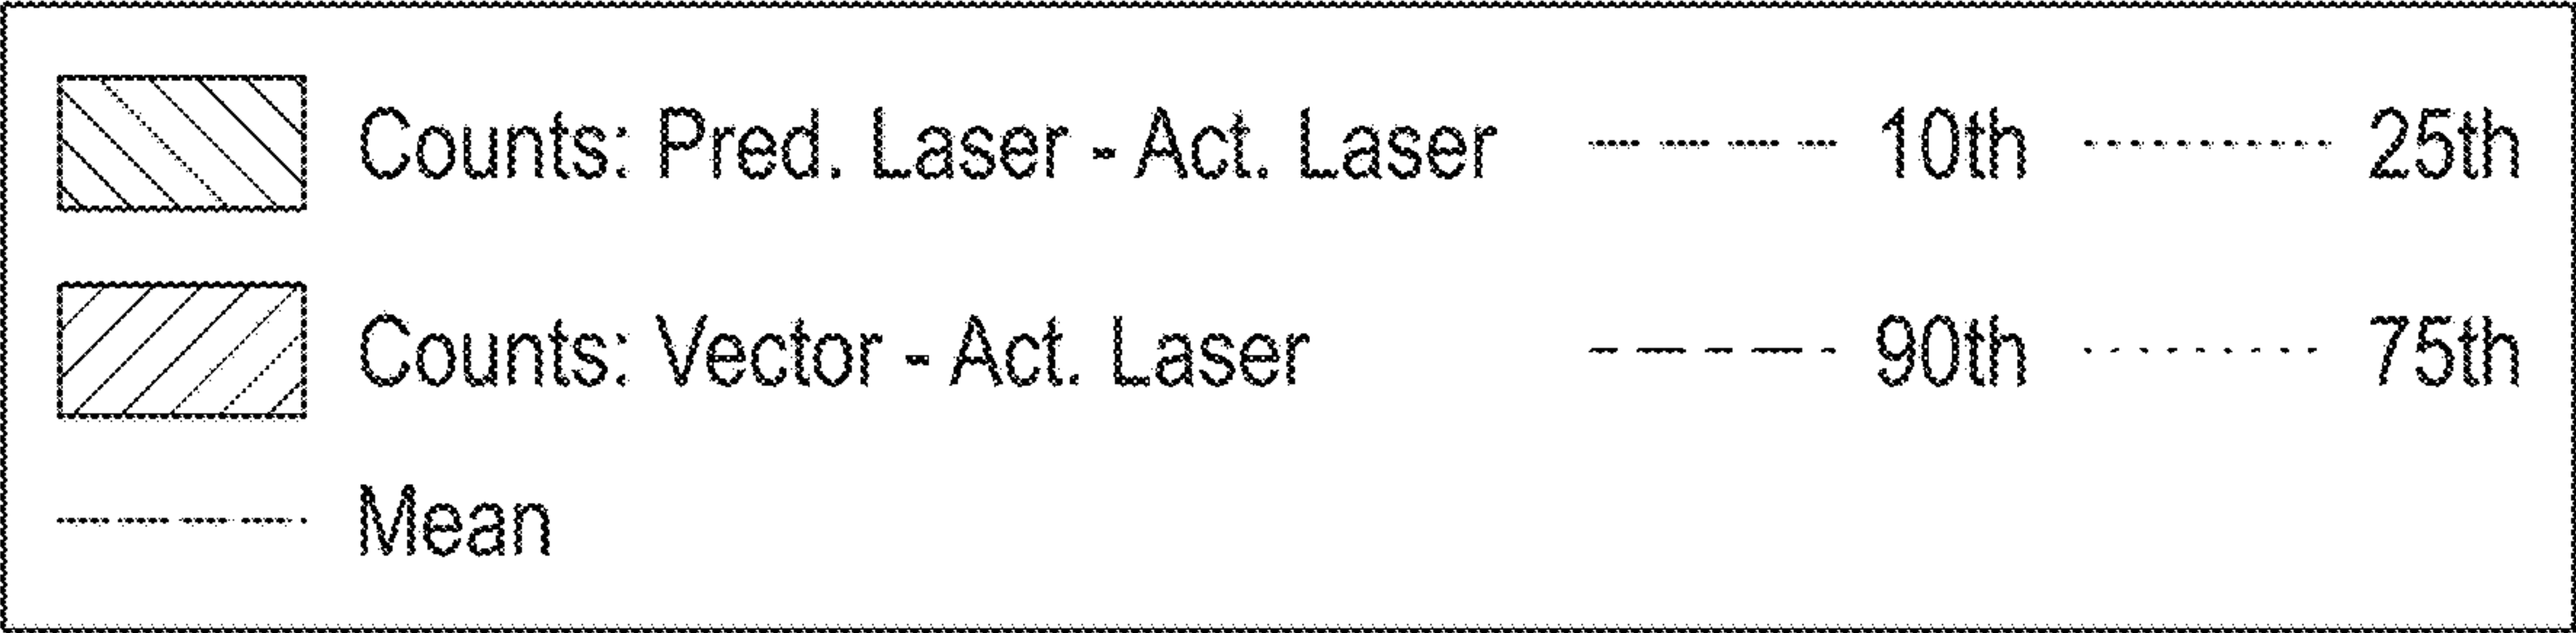 Counts: Pred. Laser - Act. Laser 10th 25th
Counts: Vector - Act. Laser 90th 75th
Mean